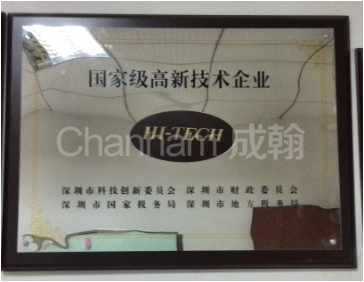 国家级高新技术企业
HI-TECH
Chanham 成翰
深圳市科技创新委员会 深圳市财政委员会
深圳市国家税务局 深圳市地方税务局